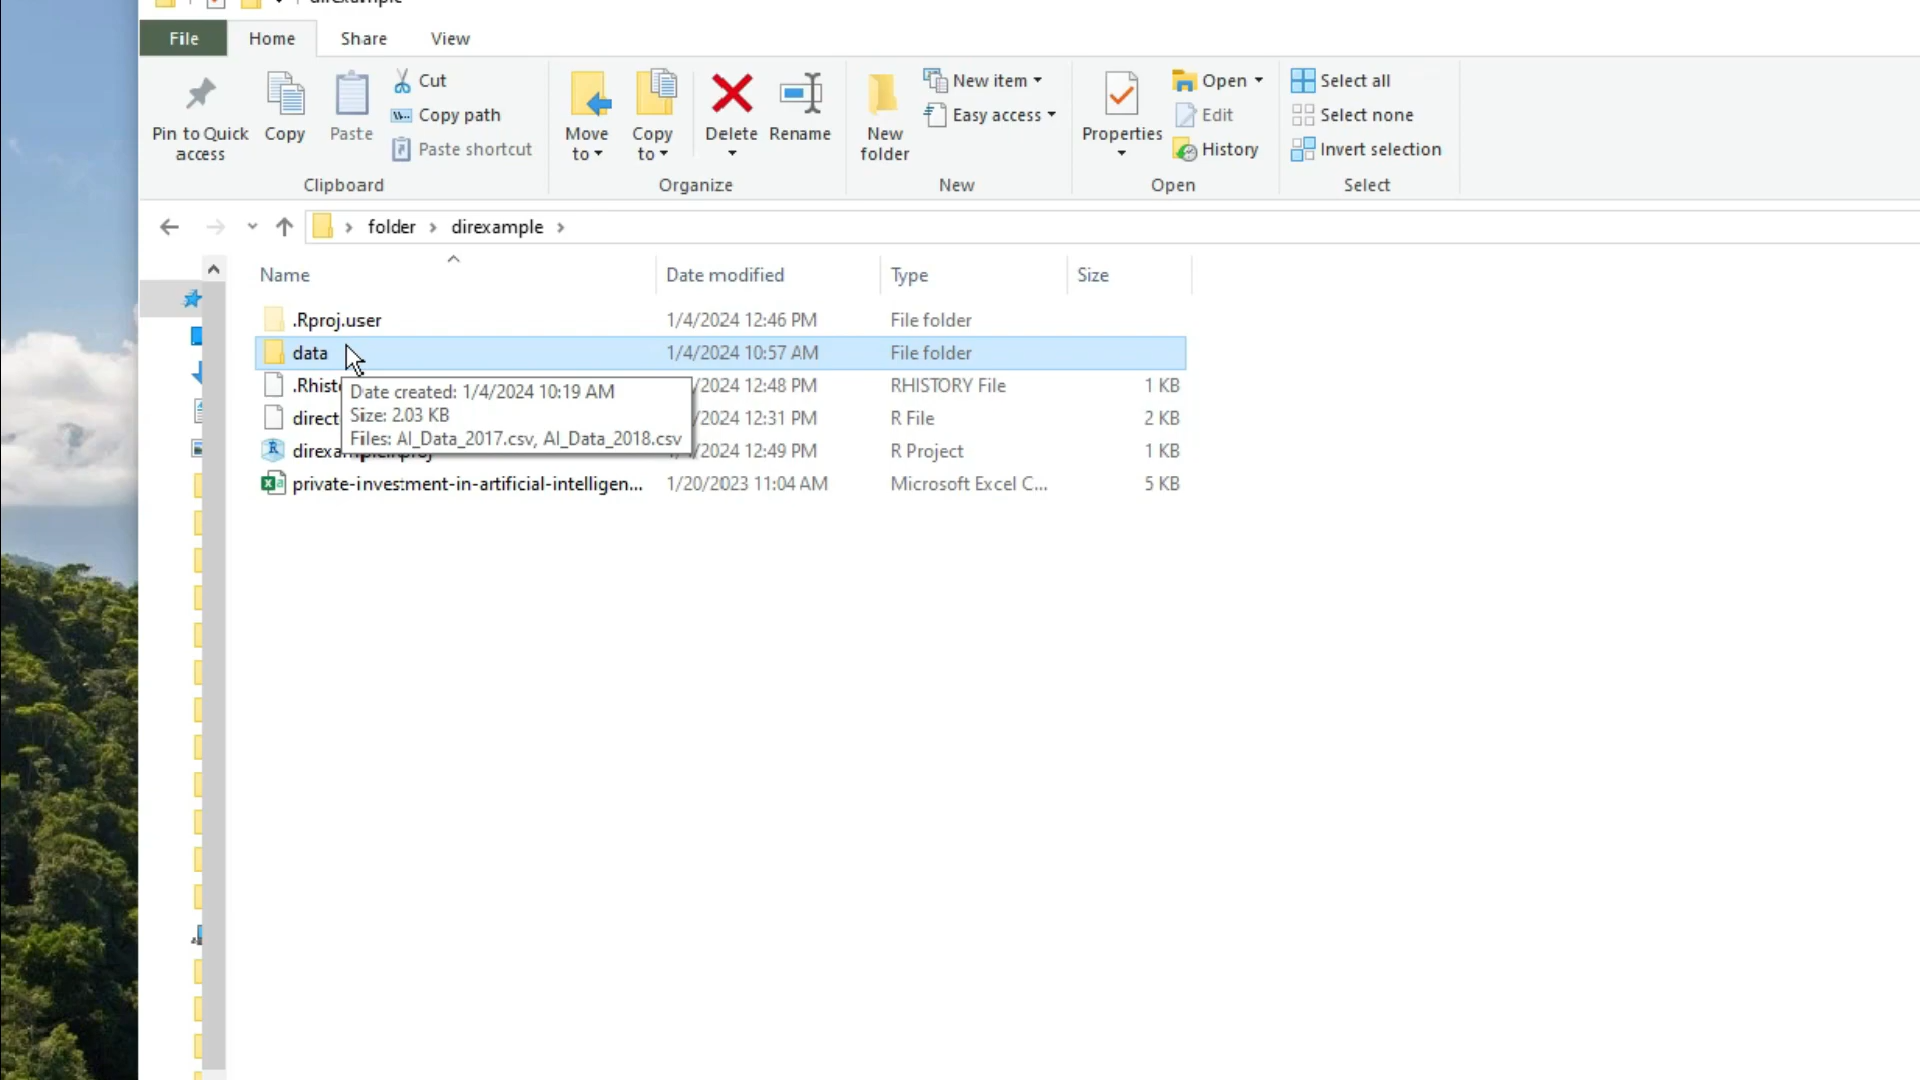 direxample
File Home Share View
Pin to Quick access
Copy
Paste
Cut
Copy path
Paste shortcut
Clipboard
Move to
Copy to
Delete
Rename
Organize
New folder
New item
Easy access
New
Properties
Open
Edit
History
Open
Select all
Select none
Invert selection
Select
folder direxample
Name Date modified Type Size
.Rproj.user 1/4/2024 12:46 PM File folder
data 1/4/2024 10:57 AM File folder
.Rhist /2024 12:48 PM RHISTORY File 1 KB
direct /2024 12:31 PM R File 2 KB
direxample.Rproj /2024 12:49 PM R Project 1 KB
private-investment-in-artificial-intelligen... 1/20/2023 11:04 AM Microsoft Excel C... 5 KB
Date created: 1/4/2024 10:19 AM
Size: 2.03 KB
Files: AI_Data_2017.csv, AI_Data_2018.csv